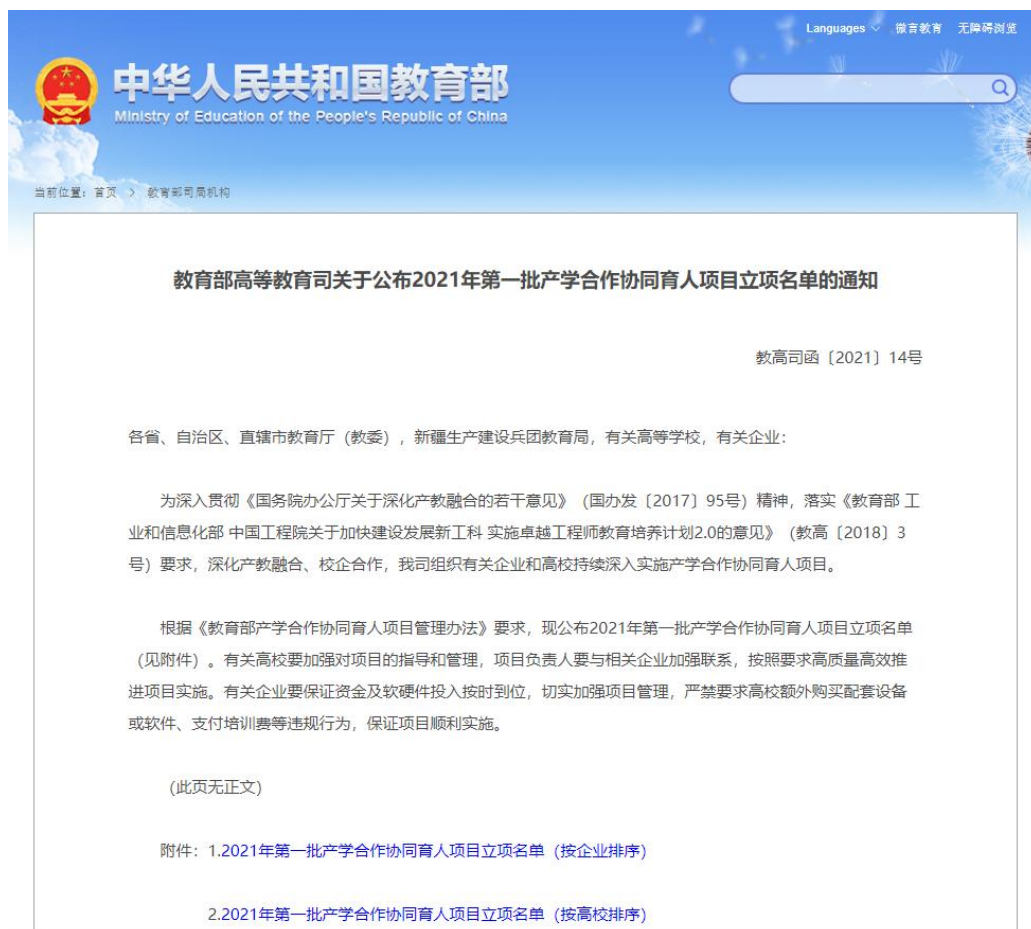 Languages 微言教育 无障碍浏览
中华人民共和国教育部
Ministry of Education of the People's Republic of China
当前位置：首页 > 教育部司局机构
教育部高等教育司关于公布2021年第一批产学合作协同育人项目立项名单的通知
教高司函〔2021〕14号
各省、自治区、直辖市教育厅（教委），新疆生产建设兵团教育局，有关高等学校，有关企业：
为深入贯彻《国务院办公厅关于深化产教融合的若干意见》（国办发〔2017〕95号）精神，落实《教育部 工
业和信息化部 中国工程院关于加快建设发展新工科 实施卓越工程师教育培养计划2.0的意见》（教高〔2018〕3
号）要求，深化产教融合、校企合作，我司组织有关企业和高校持续深入实施产学合作协同育人项目。
根据《教育部产学合作协同育人项目管理办法》要求，现公布2021年第一批产学合作协同育人项目立项名单
（见附件）。有关高校要加强对项目的指导和管理，项目负责人要与相关企业加强联系，按照要求高质量高效推
进项目实施。有关企业要保证资金及软硬件投入按时到位，切实加强项目管理，严禁要求高校额外购买配套设备
或软件、支付培训费等违规行为，保证项目顺利实施。
（此页无正文）
附件：1.2021年第一批产学合作协同育人项目立项名单（按企业排序）
2.2021年第一批产学合作协同育人项目立项名单（按高校排序）